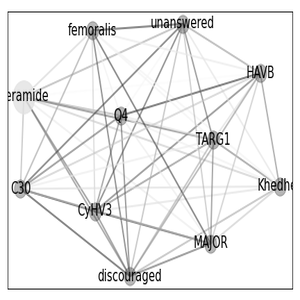 unanswered
femoralis
HAVB
eramide
Q4
TARG1
C30
Khedhe
CyHV3
MAJOR
discouraged